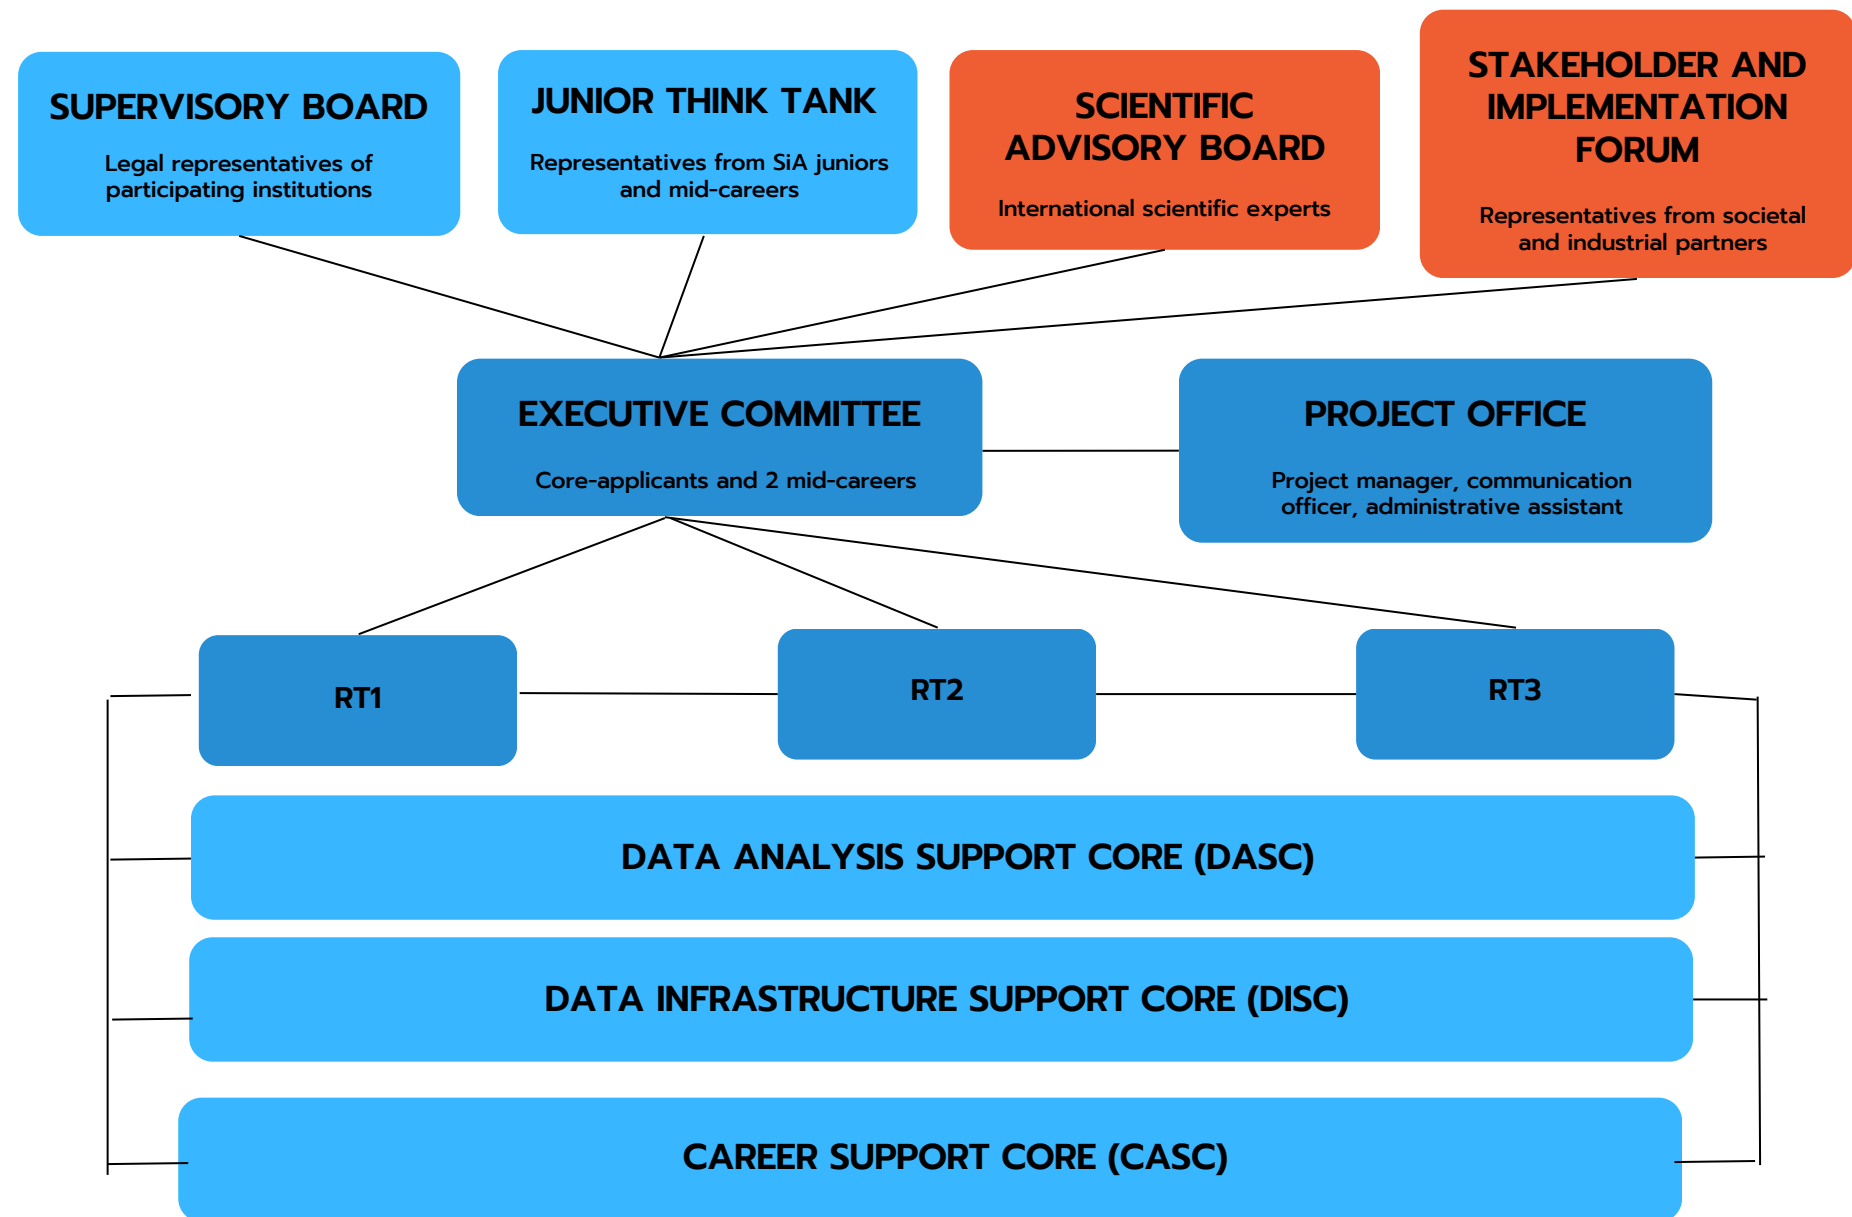 SUPERVISORY BOARD
Legal representatives of
participating institutions
JUNIOR THINK TANK
Representatives from SiA juniors
and mid-careers
SCIENTIFIC
ADVISORY BOARD
International scientific experts
STAKEHOLDER AND
IMPLEMENTATION
FORUM
Representatives from societal
and industrial partners
EXECUTIVE COMMITTEE
Core-applicants and 2 mid-careers
PROJECT OFFICE
Project manager, communication
officer, administrative assistant
RT1
RT2
RT3
DATA ANALYSIS SUPPORT CORE (DASC)
DATA INFRASTRUCTURE SUPPORT CORE (DISC)
CAREER SUPPORT CORE (CASC)